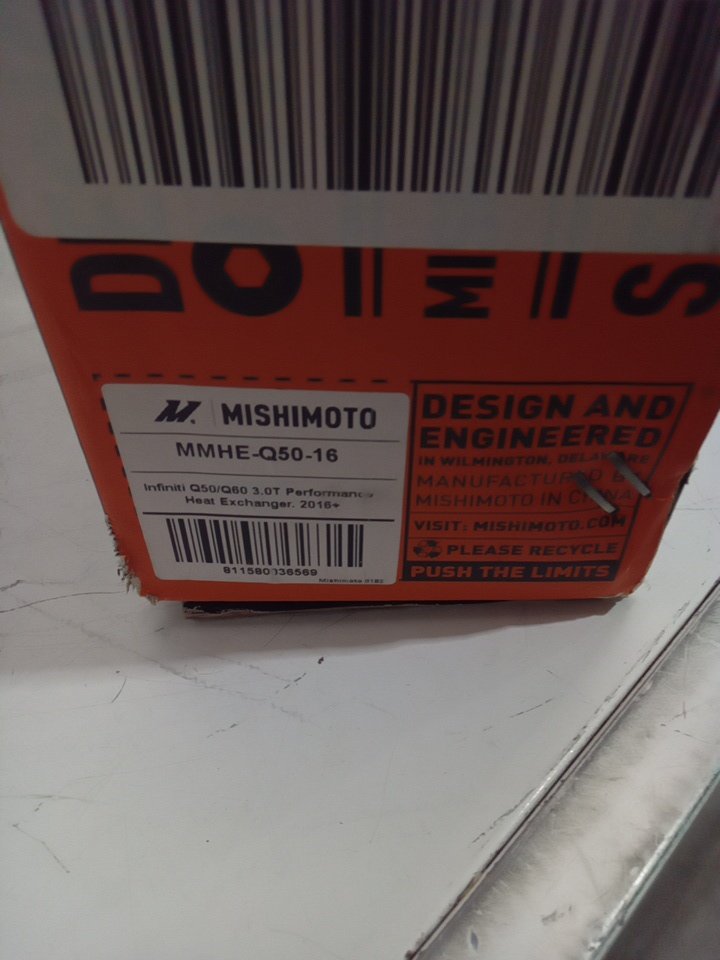 MISHIMOTO
MMHE-Q50-16
Infiniti Q50/Q60 3.0T Performance
Heat Exchanger. 2016+
Mishimoto
DESIGN AND
ENGINEERED
IN WILMINGTON, DELAWARE
MANUFACTURED BY
MISHIMOTO IN CHINA
VISIT: MISHIMOTO.COM
PLEASE RECYCLE
PUSH THE LIMITS